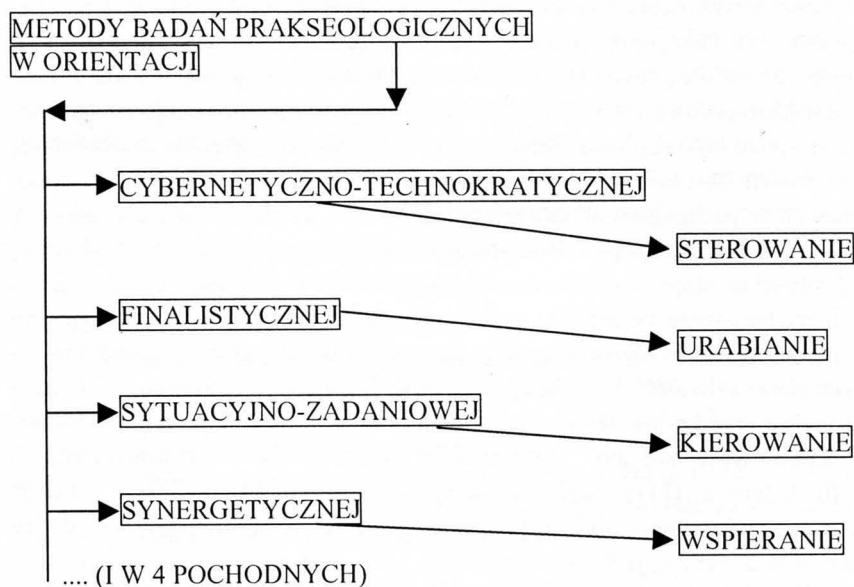 METODY BADAŃ PRAKSEOLOGICZNYCH
W ORIENTACJI
CYBERNETYCZNO-TECHNOKRATYCZNEJ
STEROWANIE
FINALISTYCZNEJ
URABIANIE
SYTUACYJNO-ZADANIOWEJ
KIEROWANIE
SYNERGETYCZNEJ
WSPIERANIE
.... (I W 4 POCHODNYCH)